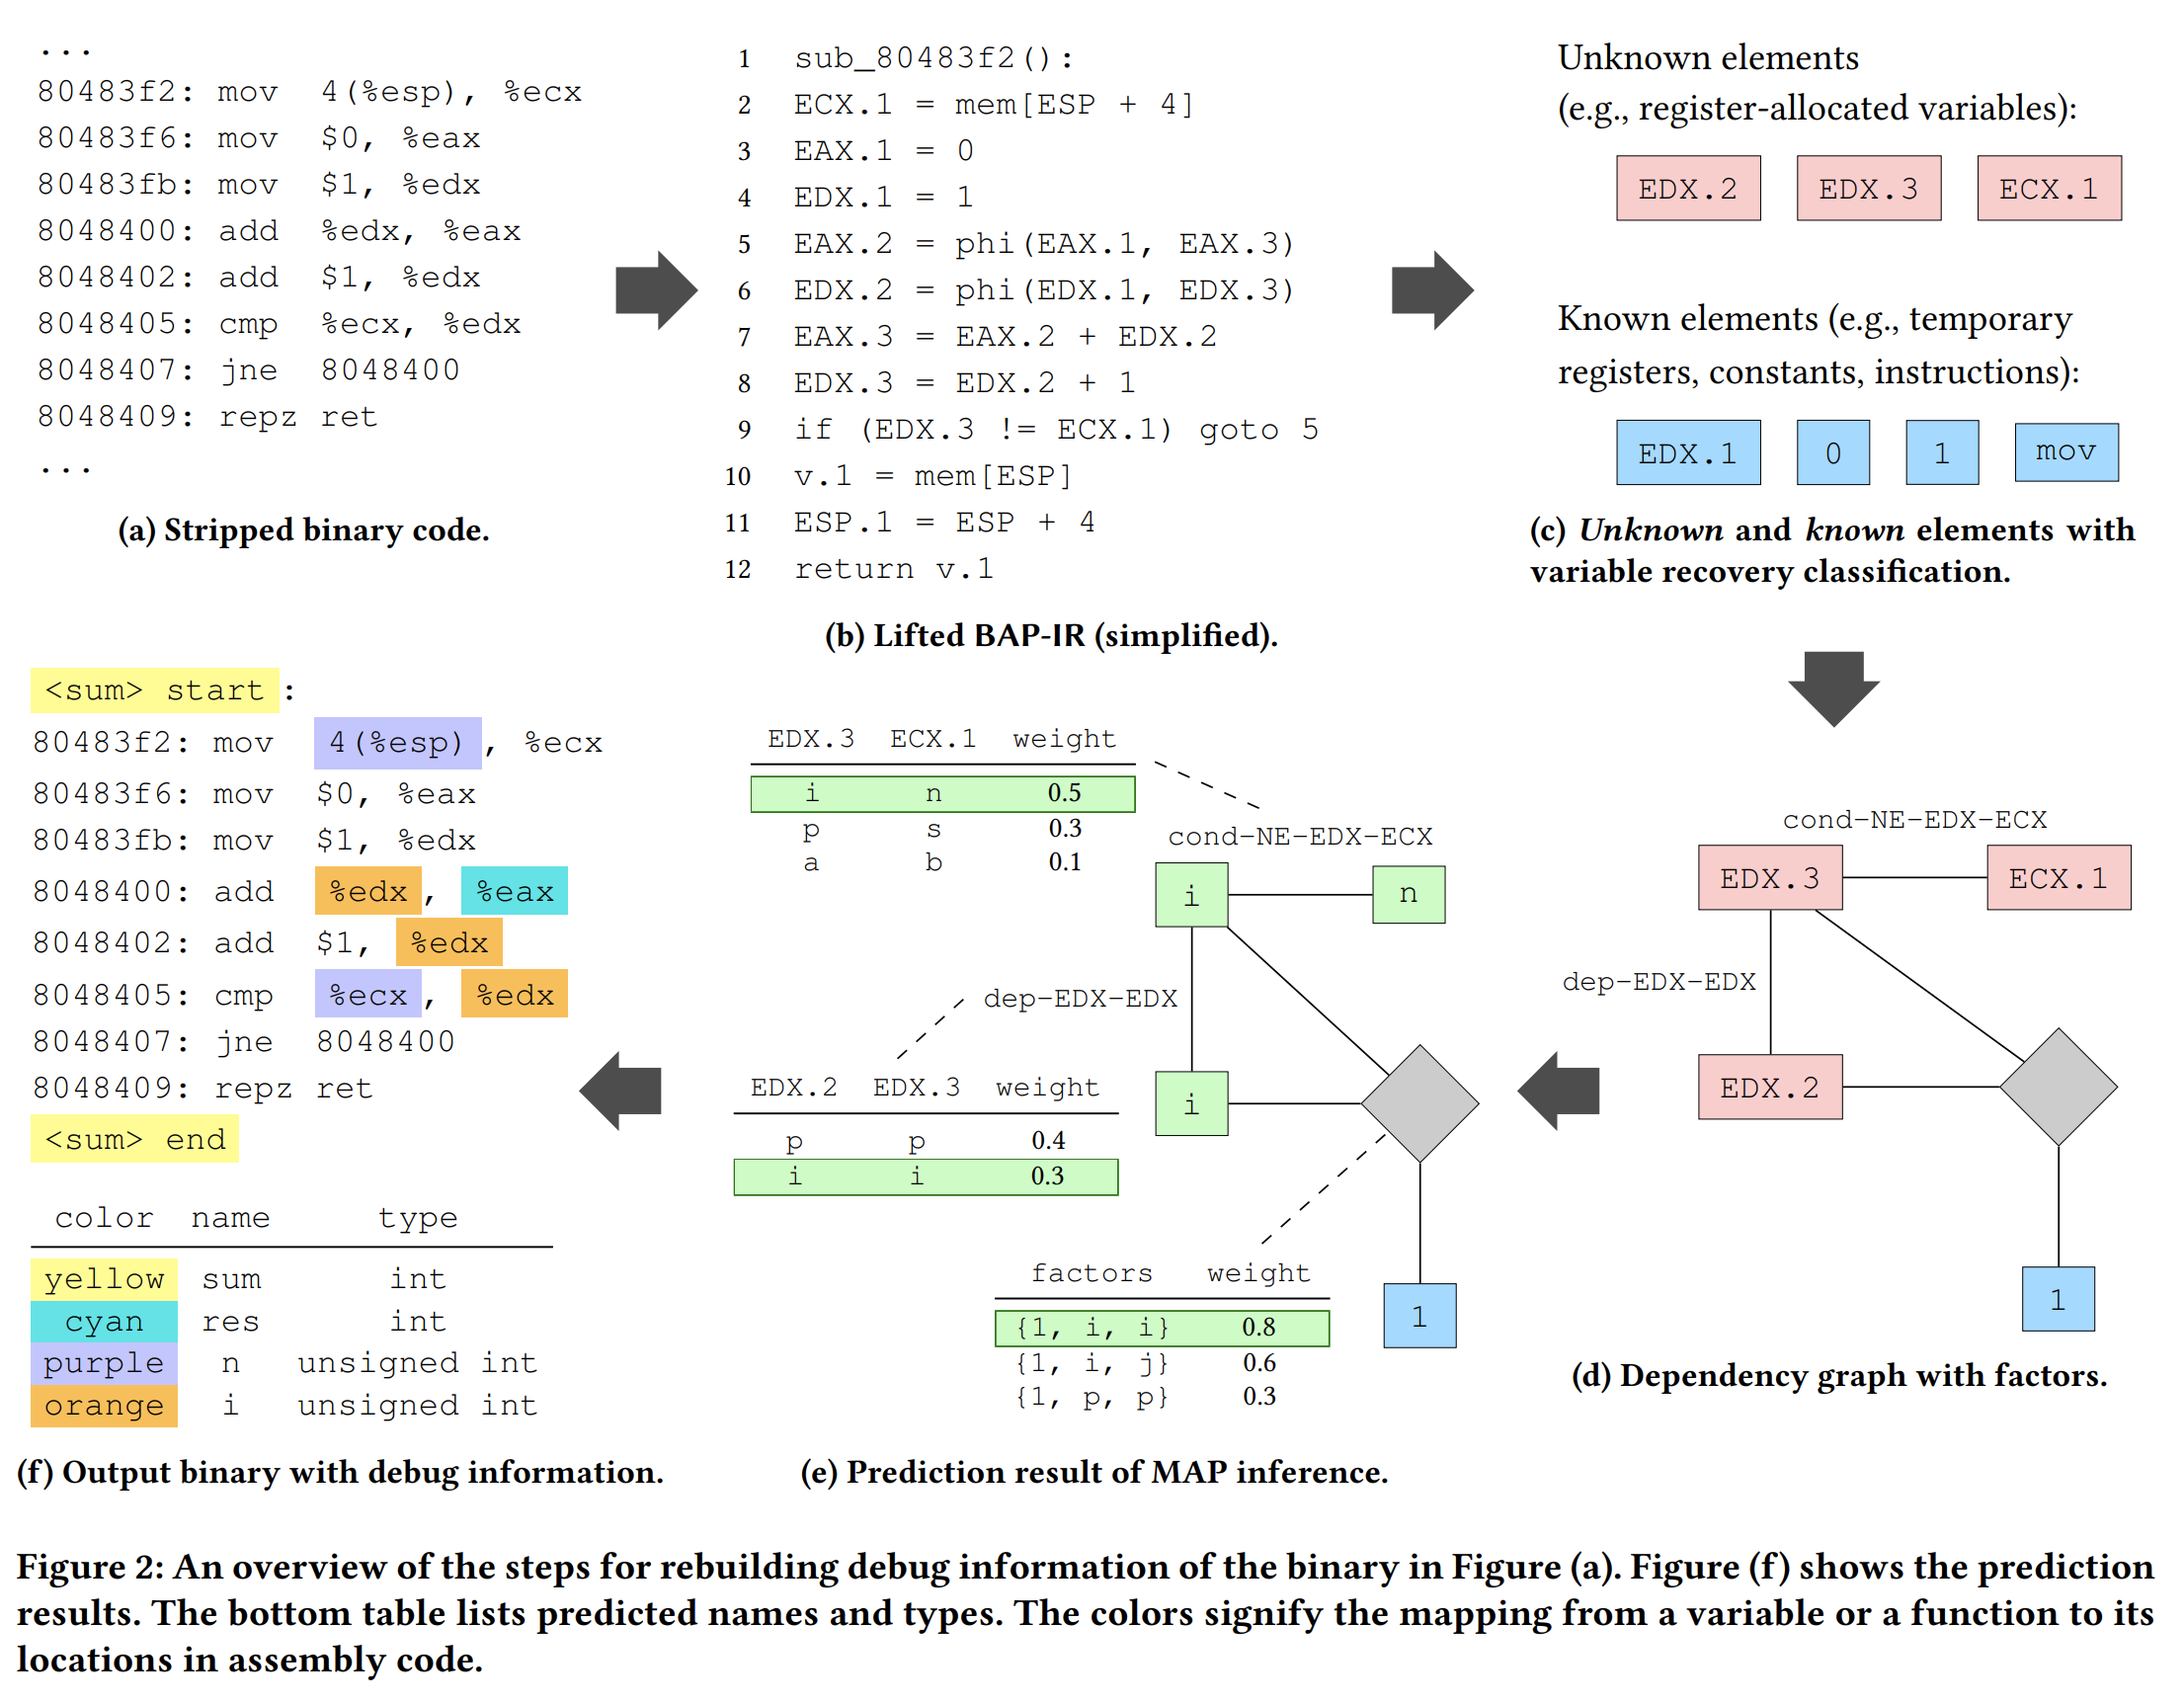 ...
80483f2: mov 4(%esp), %ecx
80483f6: mov $0, %eax
80483fb: mov $1, %edx
8048400: add %edx, %eax
8048402: add $1, %edx
8048405: cmp %ecx, %edx
8048407: jne 8048400
8048409: repz ret
...
(a) Stripped binary code.
1 sub_80483f2():
2 ECX.1 = mem[ESP + 4]
3 EAX.1 = 0
4 EDX.1 = 1
5 EAX.2 = phi(EAX.1, EAX.3)
6 EDX.2 = phi(EDX.1, EDX.3)
7 EAX.3 = EAX.2 + EDX.2
8 EDX.3 = EDX.2 + 1
9 if (EDX.3 != ECX.1) goto 5
10 v.1 = mem[ESP]
11 ESP.1 = ESP + 4
12 return v.1
(b) Lifted BAP-IR (simplified).
Unknown elements
(e.g., register-allocated variables):
EDX.2 EDX.3 ECX.1
Known elements (e.g., temporary
registers, constants, instructions):
EDX.1 0 1 mov
(c) Unknown and known elements with
variable recovery classification.
cond-NE-EDX-ECX
EDX.3 ECX.1
dep-EDX-EDX
EDX.2
1
(d) Dependency graph with factors.
EDX.3 ECX.1 weight
i n 0.5
p s 0.3
a b 0.1
cond-NE-EDX-ECX
i n
dep-EDX-EDX
i
EDX.2 EDX.3 weight
p p 0.4
i i 0.3
factors weight
{1, i, i} 0.8
{1, i, j} 0.6
{1, p, p} 0.3
1
(e) Prediction result of MAP inference.
<sum> start:
80483f2: mov 4(%esp), %ecx
80483f6: mov $0, %eax
80483fb: mov $1, %edx
8048400: add %edx, %eax
8048402: add $1, %edx
8048405: cmp %ecx, %edx
8048407: jne 8048400
8048409: repz ret
<sum> end
color name type
yellow sum int
cyan res int
purple n unsigned int
orange i unsigned int
(f) Output binary with debug information.
Figure 2: An overview of the steps for rebuilding debug information of the binary in Figure (a). Figure (f) shows the prediction
results. The bottom table lists predicted names and types. The colors signify the mapping from a variable or a function to its
locations in assembly code.